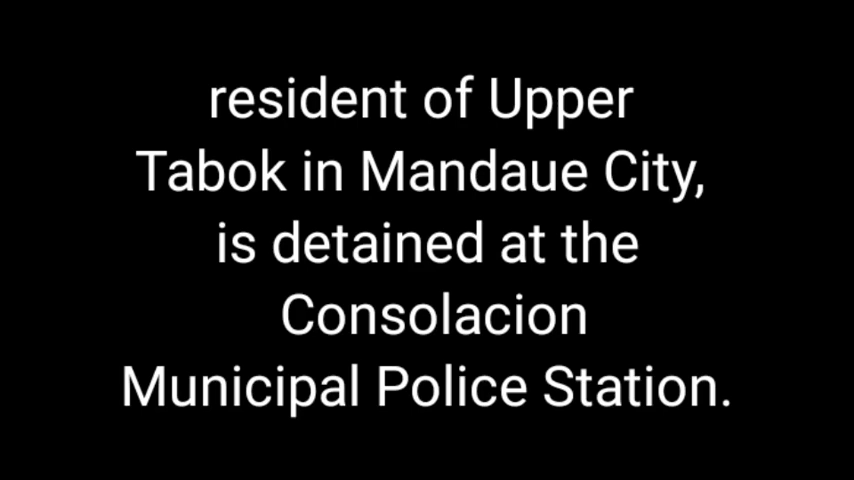 resident of Upper
Tabok in Mandaue City,
is detained at the
Consolacion
Municipal Police Station.